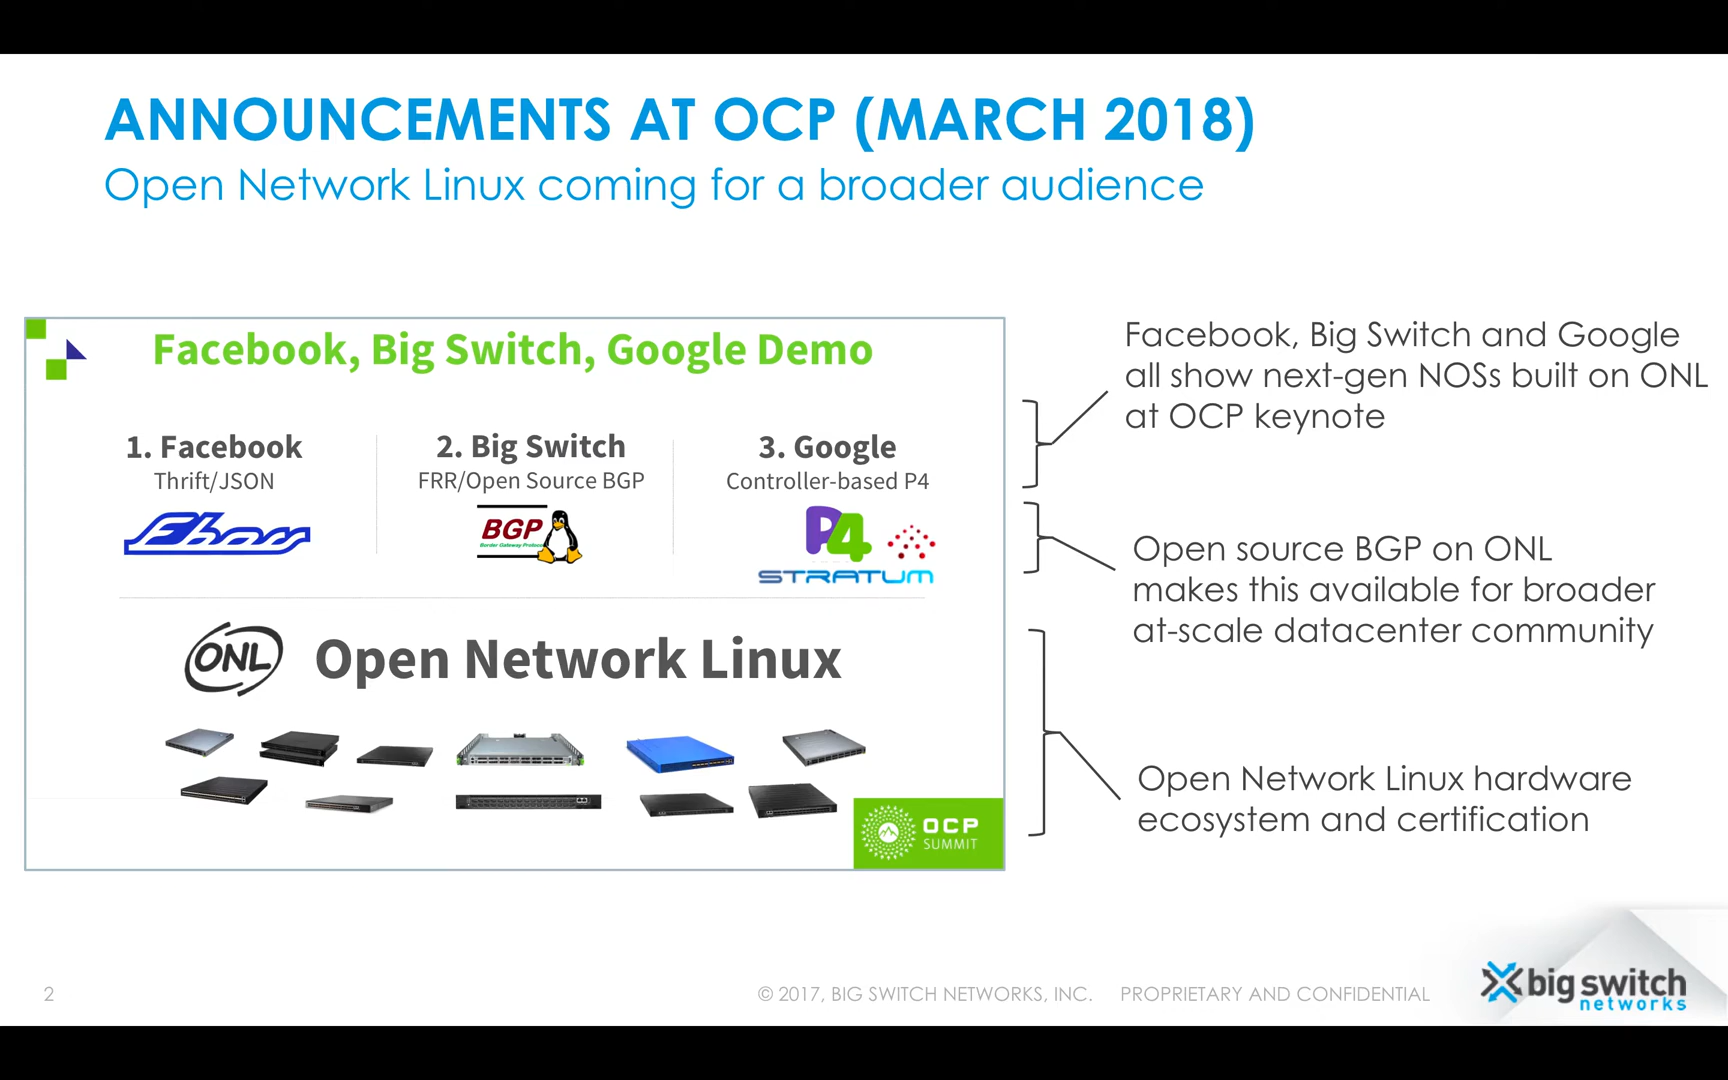 ANNOUNCEMENTS AT OCP (MARCH 2018)
Open Network Linux coming for a broader audience
Facebook, Big Switch, Google Demo
1. Facebook
Thrift/JSON
Fboss
2. Big Switch
FRR/Open Source BGP
BGP
Border Gateway Protocol
3. Google
Controller-based P4
P4
STRATUM
ONL
Open Network Linux
OCP
SUMMIT
Facebook, Big Switch and Google
all show next-gen NOSs built on ONL
at OCP keynote
Open source BGP on ONL
makes this available for broader
at-scale datacenter community
Open Network Linux hardware
ecosystem and certification
2
© 2017, BIG SWITCH NETWORKS, INC. PROPRIETARY AND CONFIDENTIAL
big switch
networks